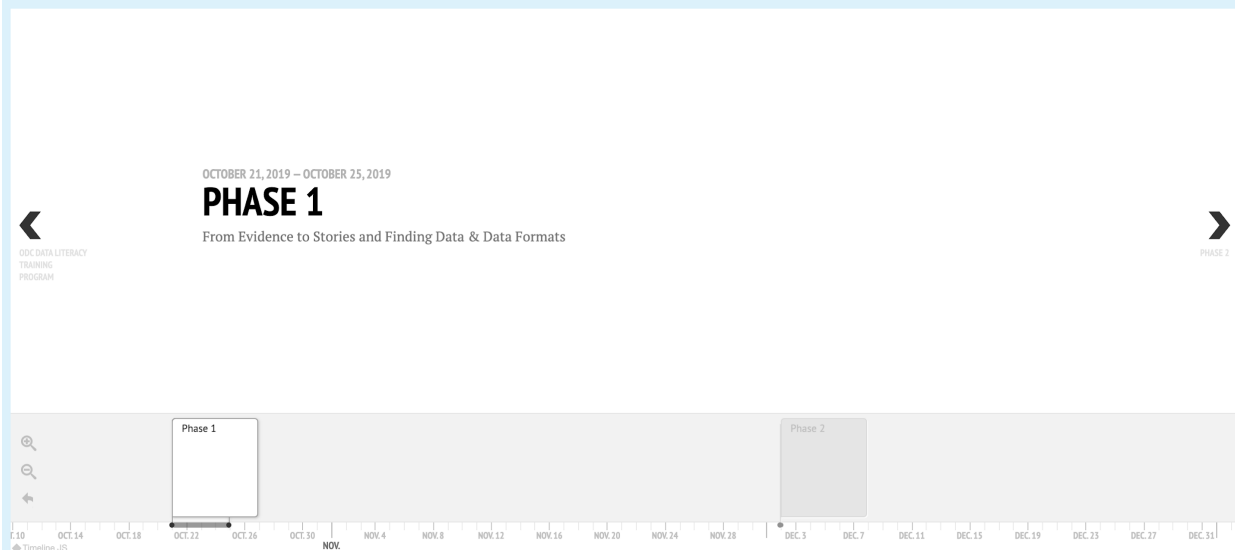 OCTOBER 21, 2019 – OCTOBER 25, 2019
PHASE 1
From Evidence to Stories and Finding Data & Data Formats
ODC DATA LITERACY
TRAINING
PROGRAM
PHASE 2
Phase 1
Phase 2
OCT. 14 OCT. 18 OCT. 22 OCT. 26 OCT. 30 NOV. 4 NOV. 8 NOV. 12 NOV. 16 NOV. 20 NOV. 24 NOV. 28 DEC. 3 DEC. 7 DEC. 11 DEC. 15 DEC. 19 DEC. 23 DEC. 27 DEC. 31
NOV.
Timeline JS